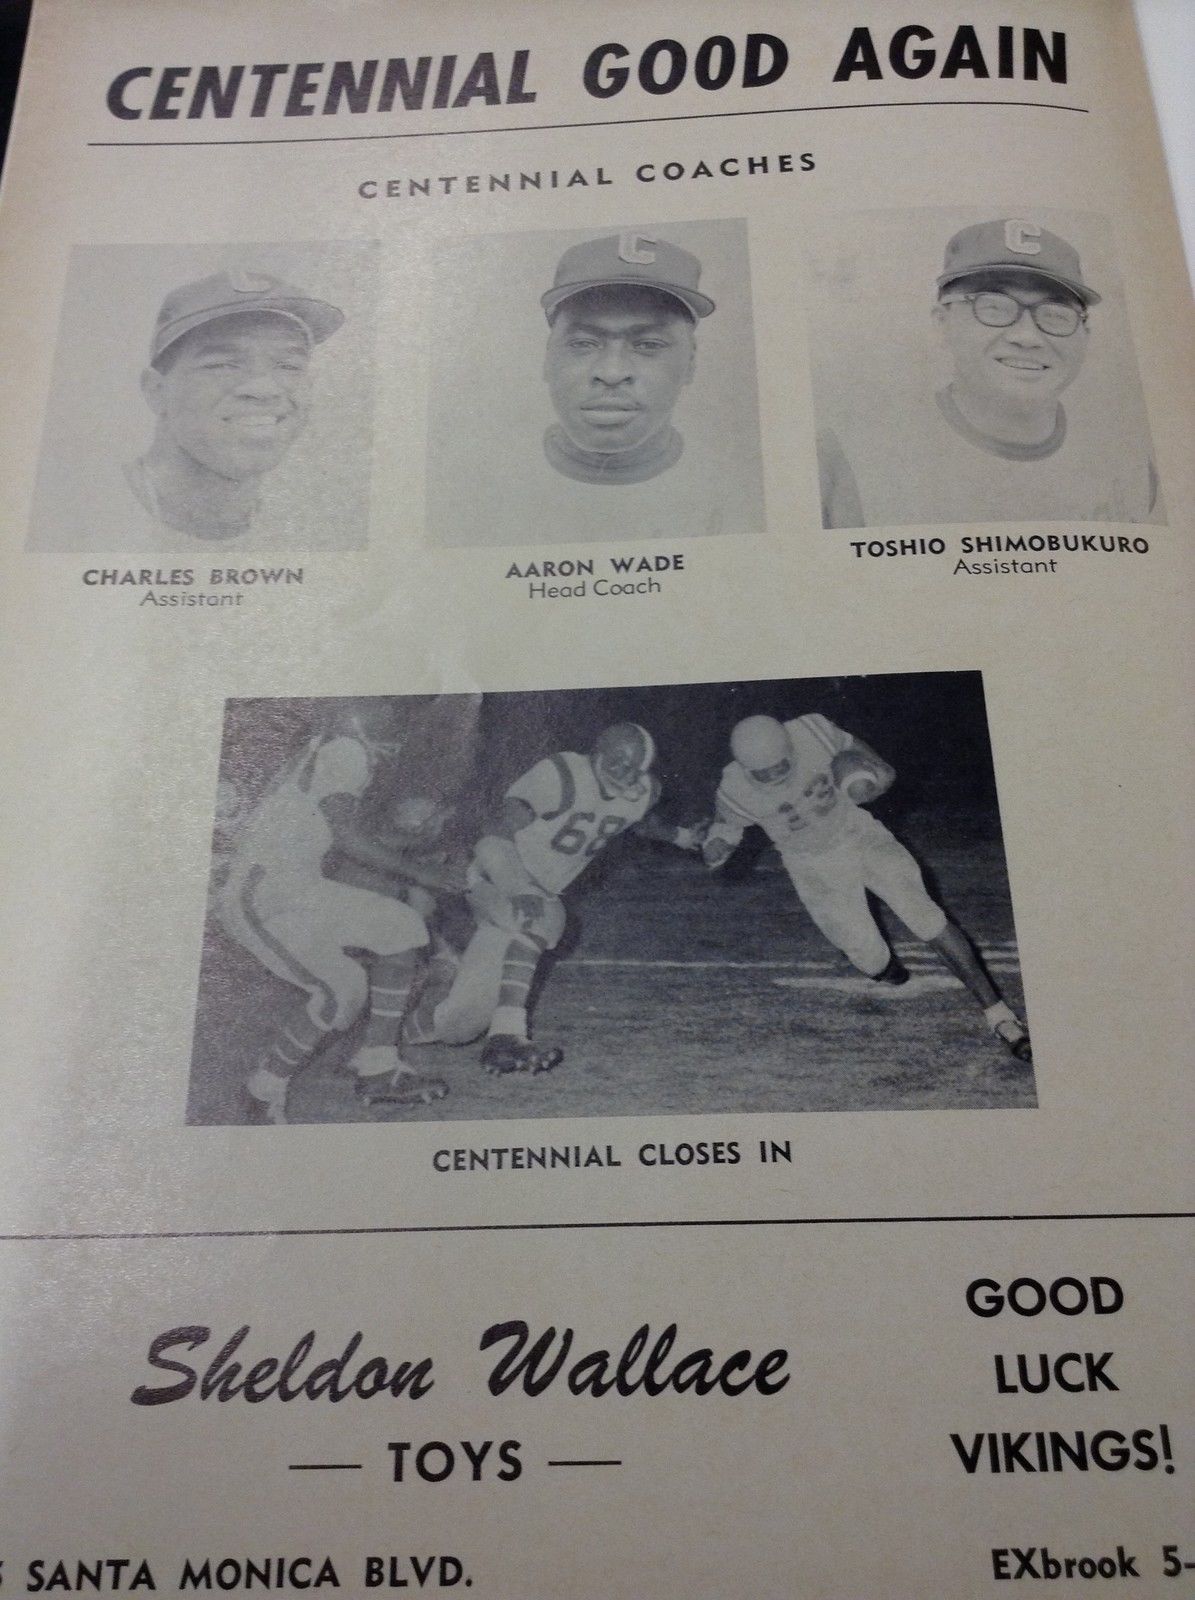 CENTENNIAL GOOD AGAIN
CENTENNIAL COACHES
C
C
C
CHARLES BROWN
Assistant
AARON WADE
Head Coach
TOSHIO SHIMOBUKURO
Assistant
68
CENTENNIAL CLOSES IN
Sheldon Wallace
— TOYS —
GOOD
LUCK
VIKINGS!
SANTA MONICA BLVD.
EXbrook 5-